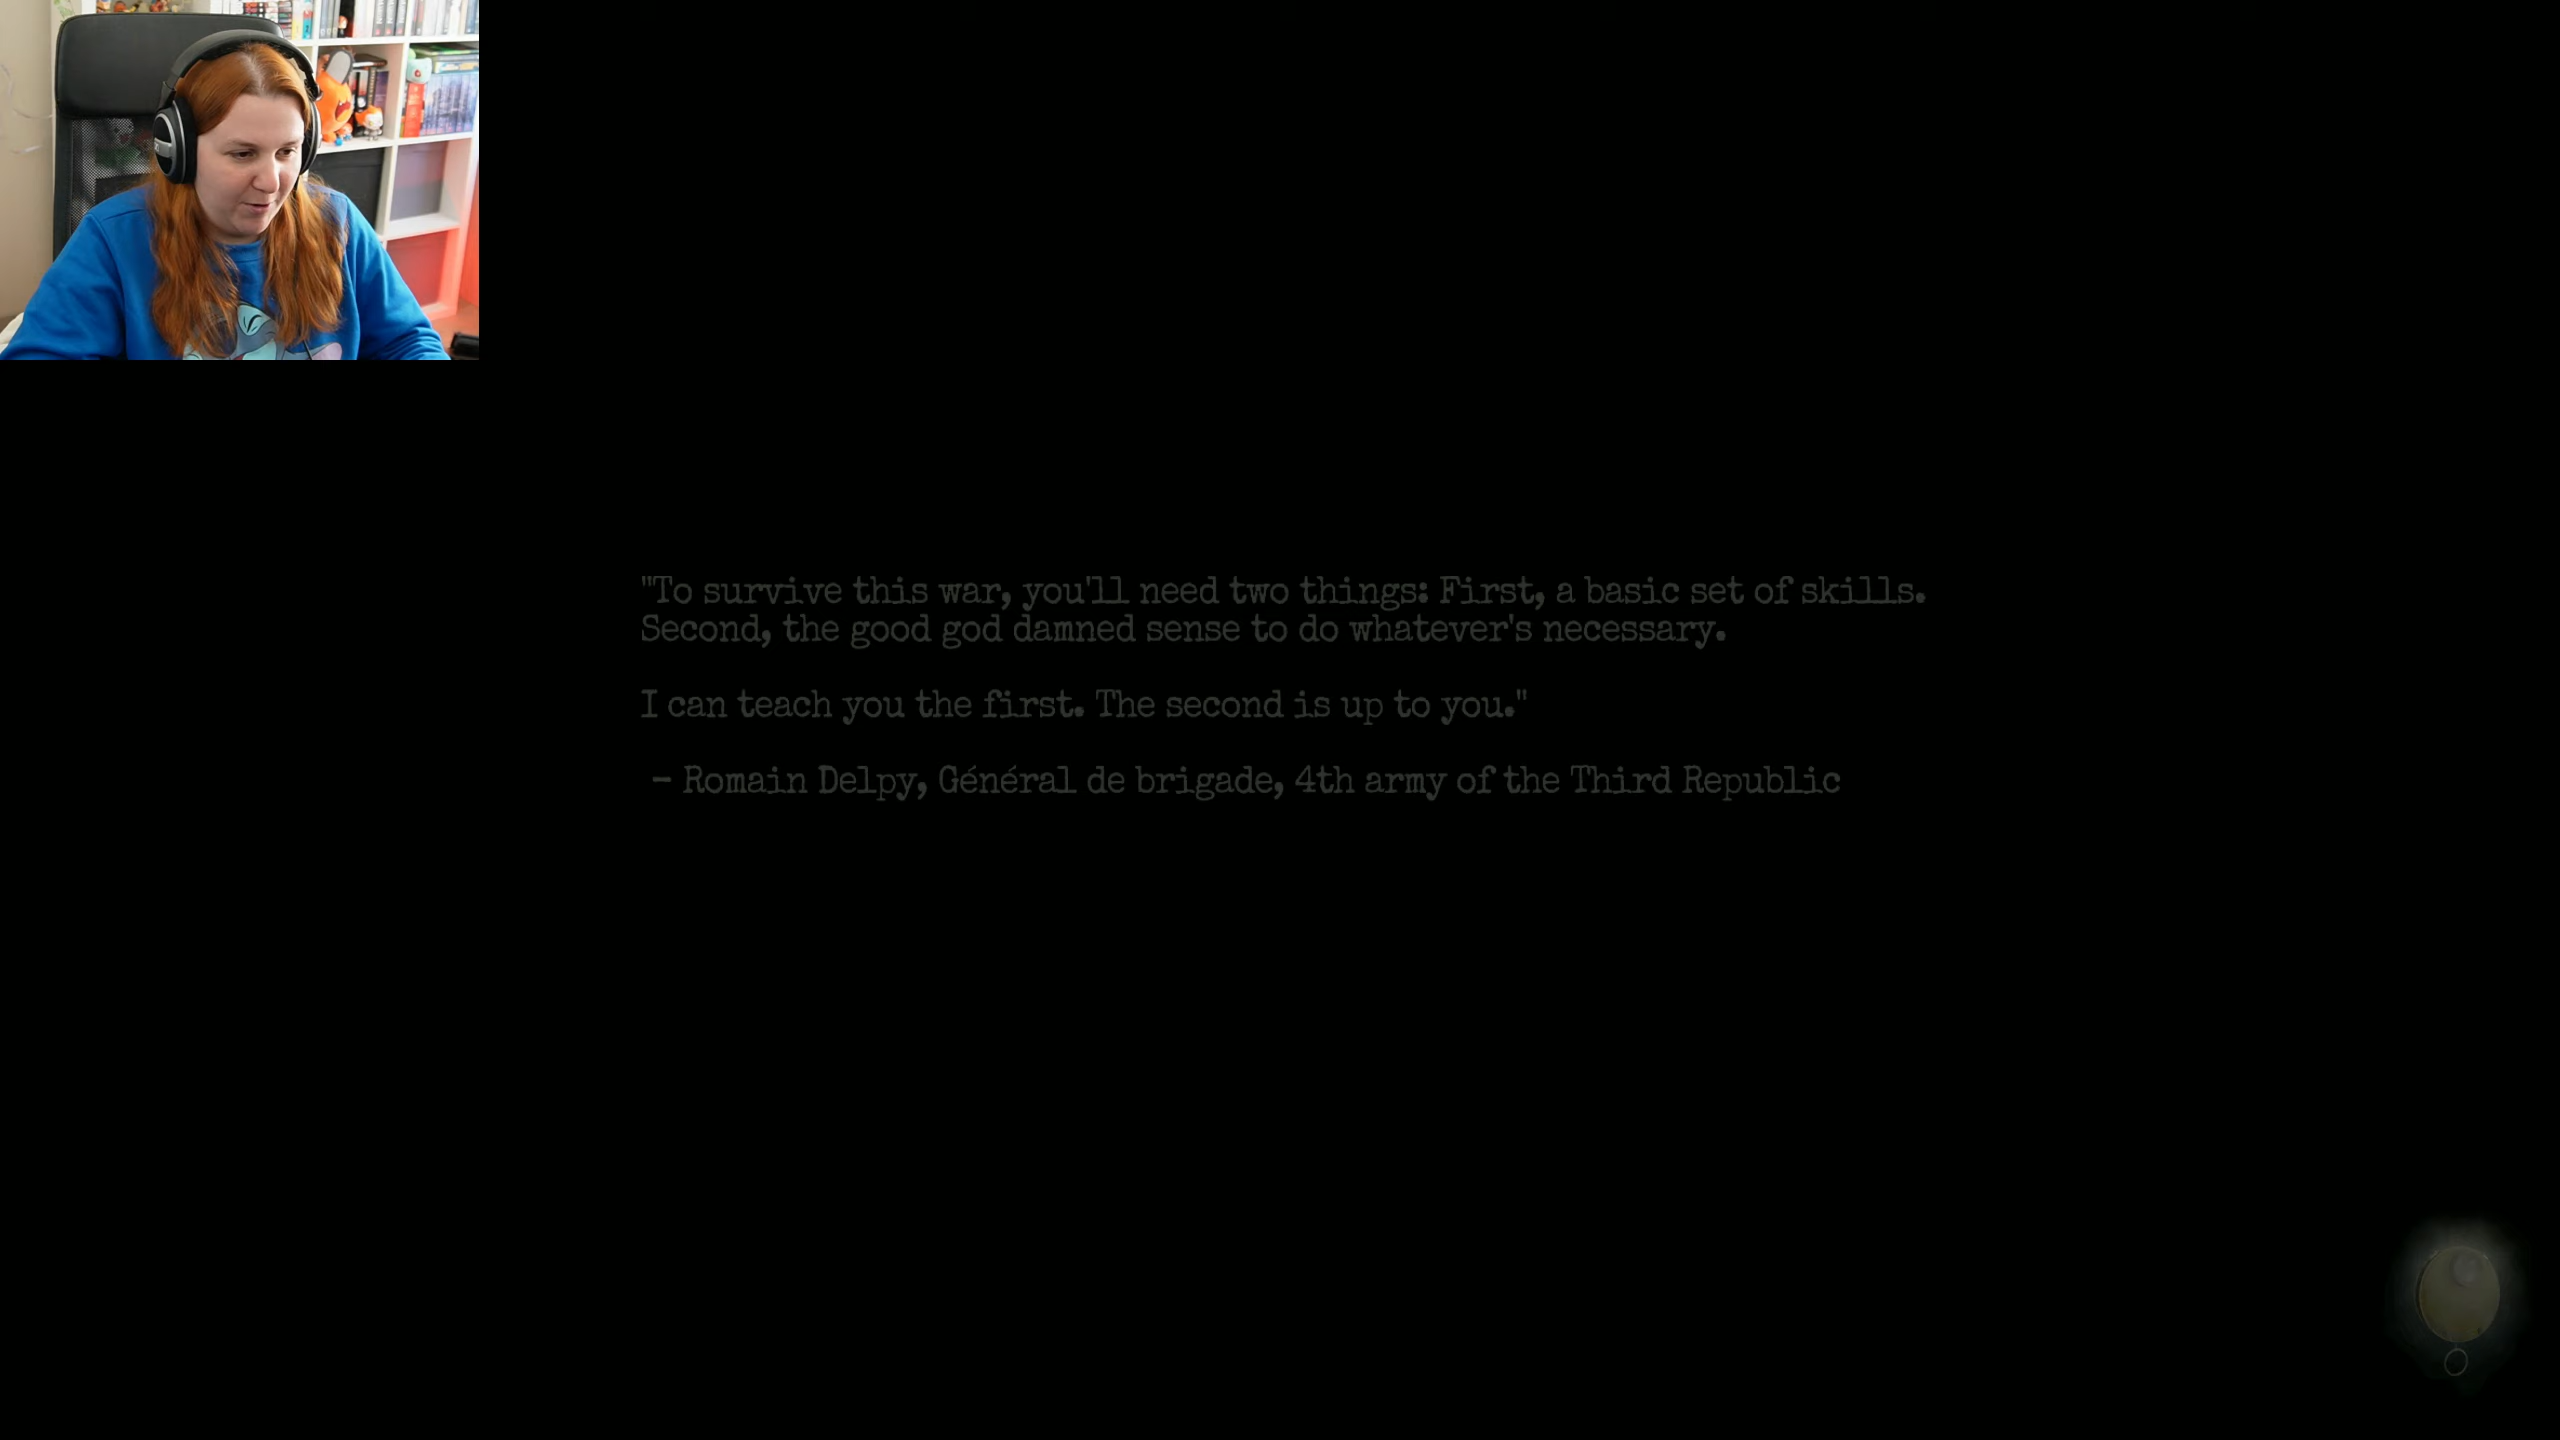 "To survive this war, you'll need two things: First, a basic set of skills.
Second, the good god damned sense to do whatever's necessary.
I can teach you the first. The second is up to you."
– Romain Delpy, Général de brigade, 4th army of the Third Republic